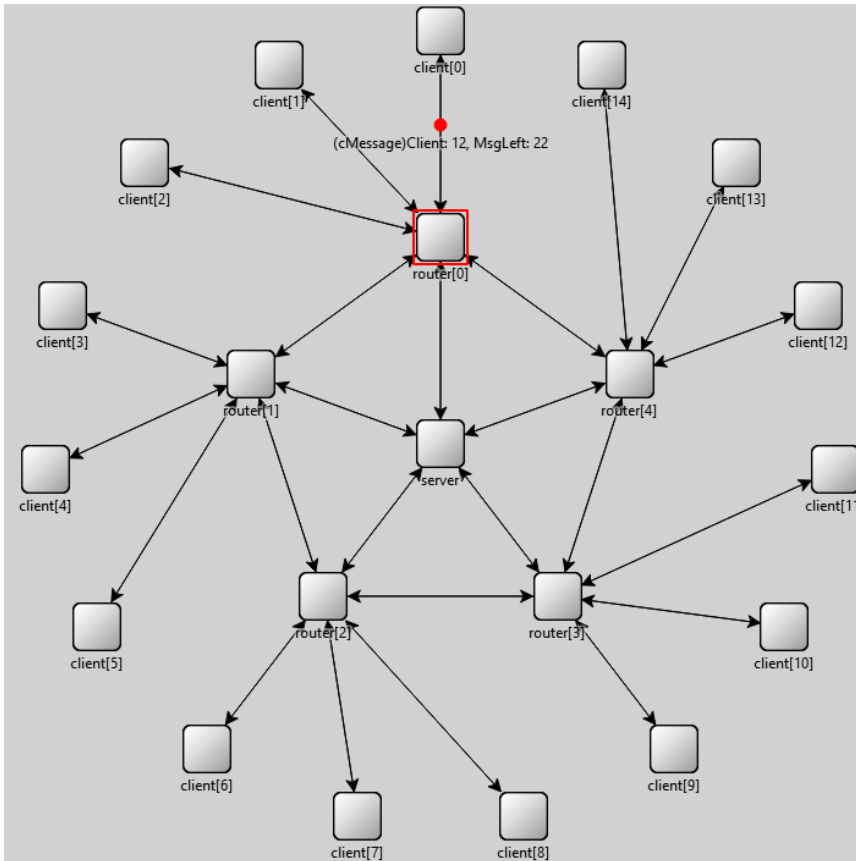 client[0]
client[1]
client[14]
(cMessage)Client: 12, MsgLeft: 22
client[2]
client[13]
router[0]
client[3]
client[12]
router[1]
router[4]
server
client[4]
client[11
router[2]
router[3]
client[5]
client[10]
client[6]
client[9]
client[7]
client[8]